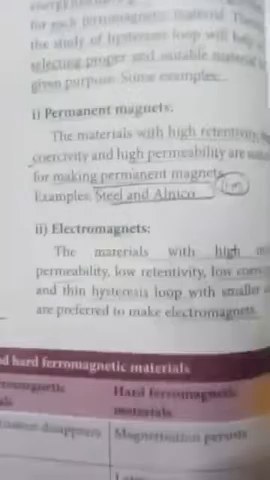 for each ferromagnetic material.
the study of hysteresis loop will help
selecting proper and suitable material
given purpose. Some examples:
i) Permanent magnets:
The materials with high retentivity,
coercivity and high permeability are
for making permanent magnets.
Examples: Steel and Alnico
ii) Electromagnets:
The materials with high
permeability, low retentivity, low
and thin hysteresis loop with smaller
are preferred to make electromagnets.
hard ferromagnetic materials
Hard ferromagnetic
materials
disappears
Magnetisation persists